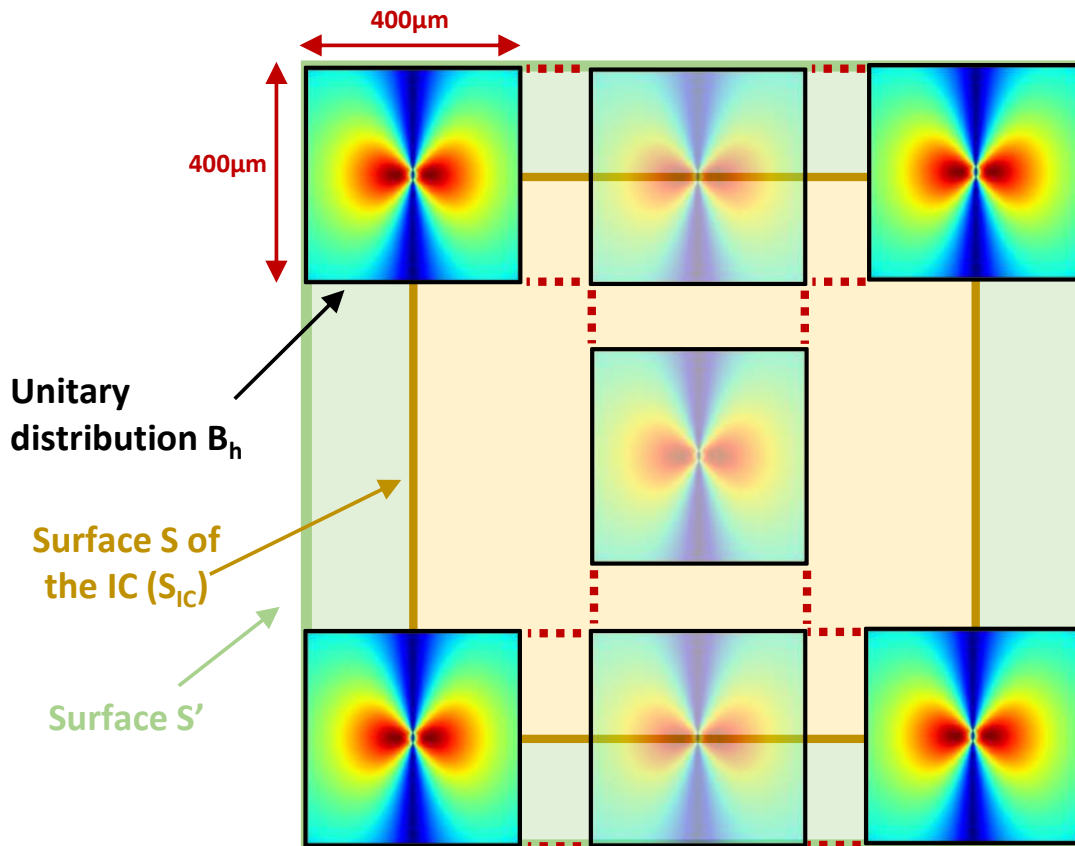 400µm
400µm
Unitary
distribution Bh
Surface S of
the IC (SIC)
Surface S’